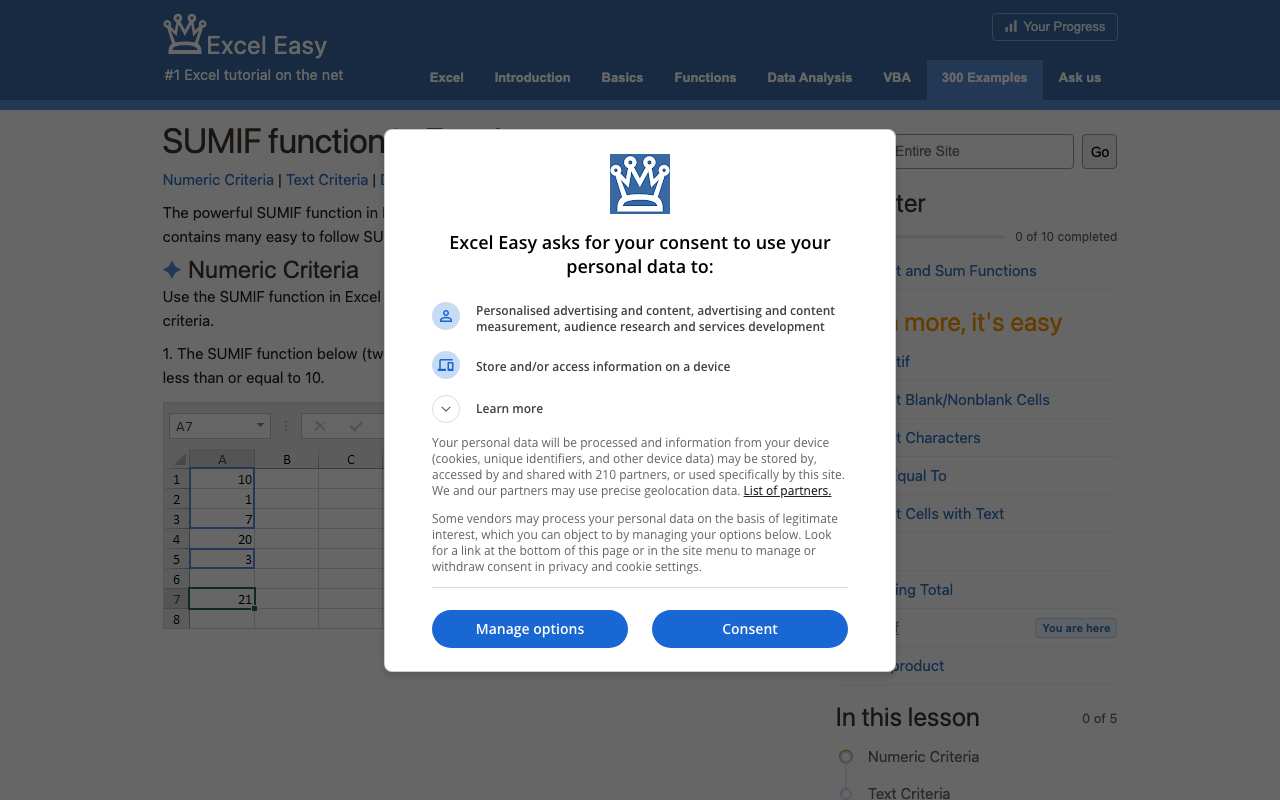 Excel Easy
#1 Excel tutorial on the net
Your Progress
Excel Introduction Basics Functions Data Analysis VBA 300 Examples Ask us
SUMIF function
Numeric Criteria | Text Criteria |
The powerful SUMIF function in
contains many easy to follow SU
Numeric Criteria
Use the SUMIF function in Excel
criteria.
1. The SUMIF function below (tw
less than or equal to 10.
A7
A B C
1 10
2 1
3 7
4 20
5 3
6
7 21
8
Excel Easy asks for your consent to use your
personal data to:
Personalised advertising and content, advertising and content
measurement, audience research and services development
Store and/or access information on a device
Learn more
Your personal data will be processed and information from your device
(cookies, unique identifiers, and other device data) may be stored by,
accessed by and shared with 210 partners, or used specifically by this site.
We and our partners may use precise geolocation data. List of partners.
Some vendors may process your personal data on the basis of legitimate
interest, which you can object to by managing your options below. Look
for a link at the bottom of this page or in the site menu to manage or
withdraw consent in privacy and cookie settings.
Manage options Consent
Entire Site Go
ter
0 of 10 completed
t and Sum Functions
more, it's easy
tif
t Blank/Nonblank Cells
t Characters
qual To
t Cells with Text
ing Total
f You are here
product
In this lesson 0 of 5
Numeric Criteria
Text Criteria